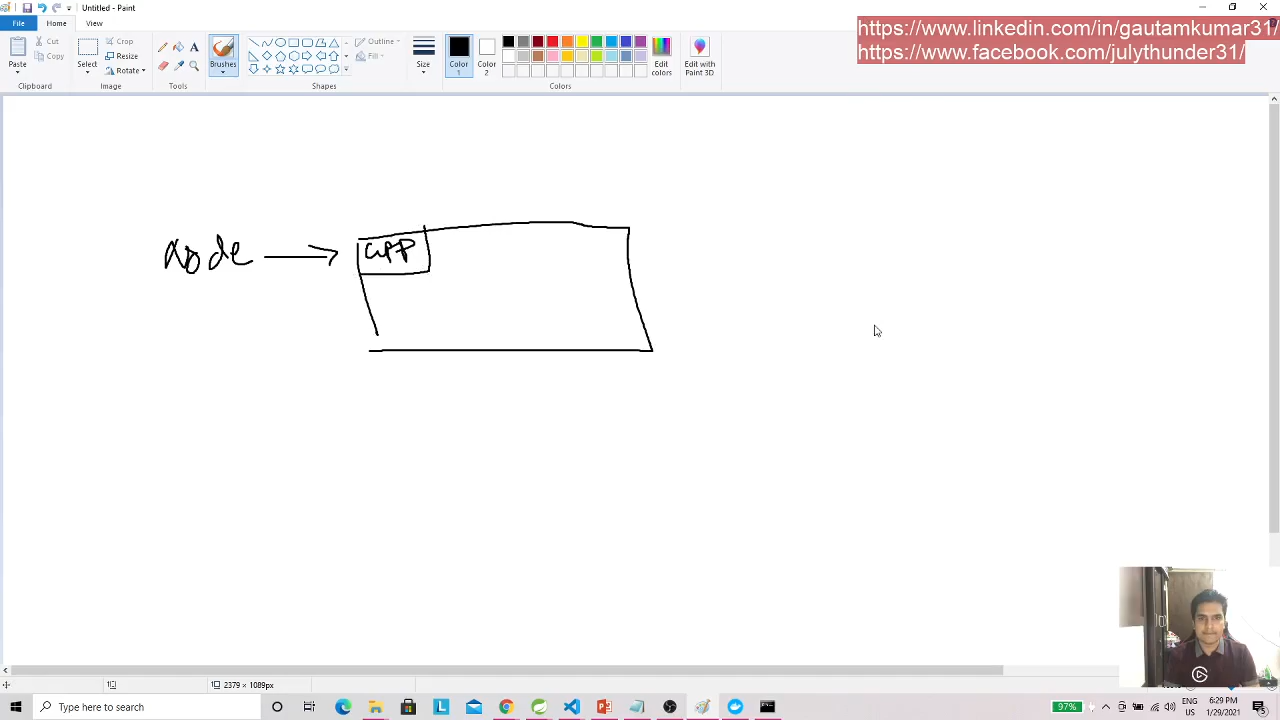 Untitled - Paint
File Home View
https://www.linkedin.com/in/gautamkumar31/
https://www.facebook.com/julythunder31/
Paste Cut Copy
Select Crop Resize Rotate
Brushes
Outline Fill
Size
Color 1
Color 2
Edit colors
Edit with Paint 3D
Clipboard Image Tools Shapes Colors
node
app
2379 × 1089px
Type here to search
97%
ENG US
6:29 PM
1/29/2021